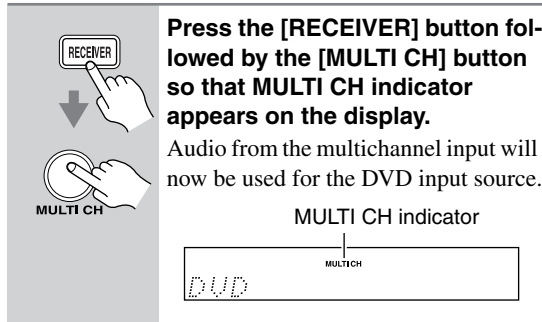 RECEIVER
MULTI CH
Press the [RECEIVER] button fol-
lowed by the [MULTI CH] button
so that MULTI CH indicator
appears on the display.
Audio from the multichannel input will
now be used for the DVD input source.
MULTI CH indicator
MULTI CH
DVD